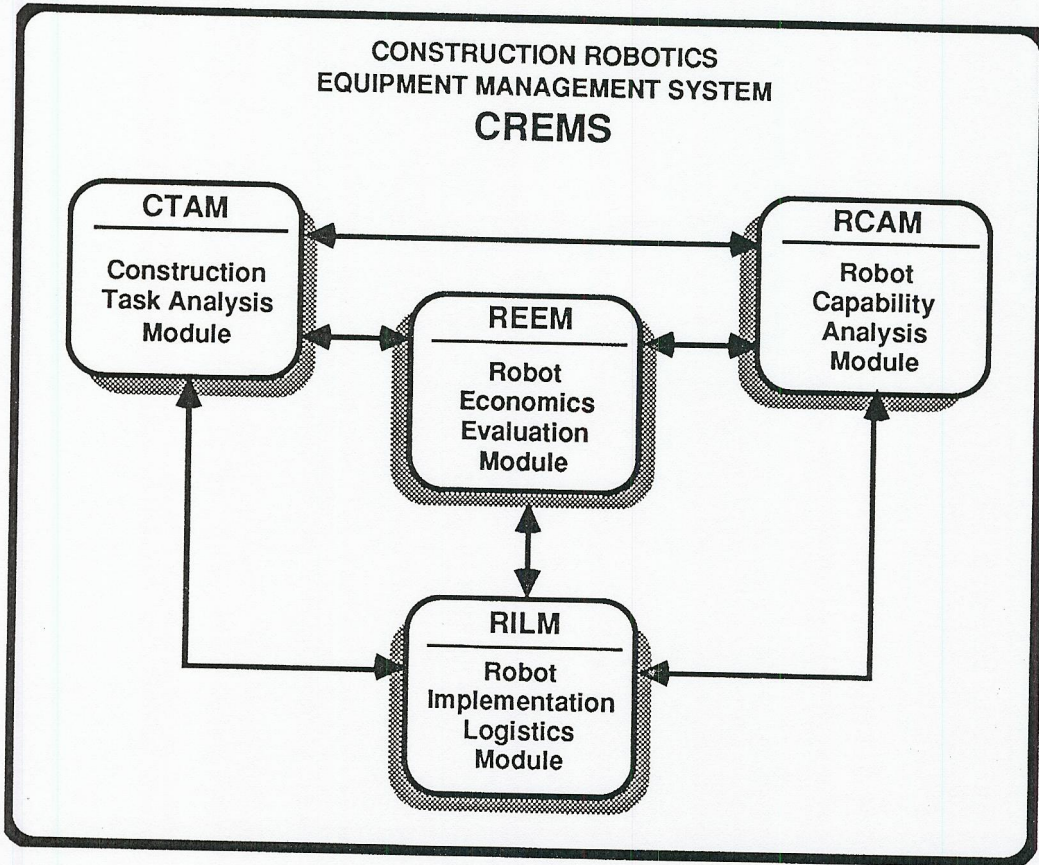 CONSTRUCTION ROBOTICS
EQUIPMENT MANAGEMENT SYSTEM
CREMS
CTAM
Construction
Task Analysis
Module
RCAM
Robot
Capability
Analysis
Module
REEM
Robot
Economics
Evaluation
Module
RILM
Robot
Implementation
Logistics
Module